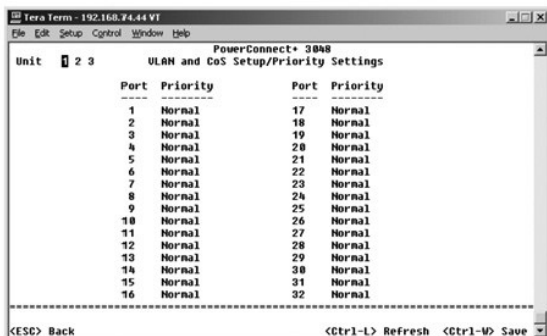 Tera Term - 192.168.74.44 VT
File Edit Setup Control Window Help
PowerConnect+ 3048
Unit 1 2 3 VLAN and CoS Setup/Priority Settings
Port Priority Port Priority
---- -------- ---- --------
1 Normal 17 Normal
2 Normal 18 Normal
3 Normal 19 Normal
4 Normal 20 Normal
5 Normal 21 Normal
6 Normal 22 Normal
7 Normal 23 Normal
8 Normal 24 Normal
9 Normal 25 Normal
10 Normal 26 Normal
11 Normal 27 Normal
12 Normal 28 Normal
13 Normal 29 Normal
14 Normal 30 Normal
15 Normal 31 Normal
16 Normal 32 Normal
<ESC> Back <Ctrl-L> Refresh <Ctrl-W> Save